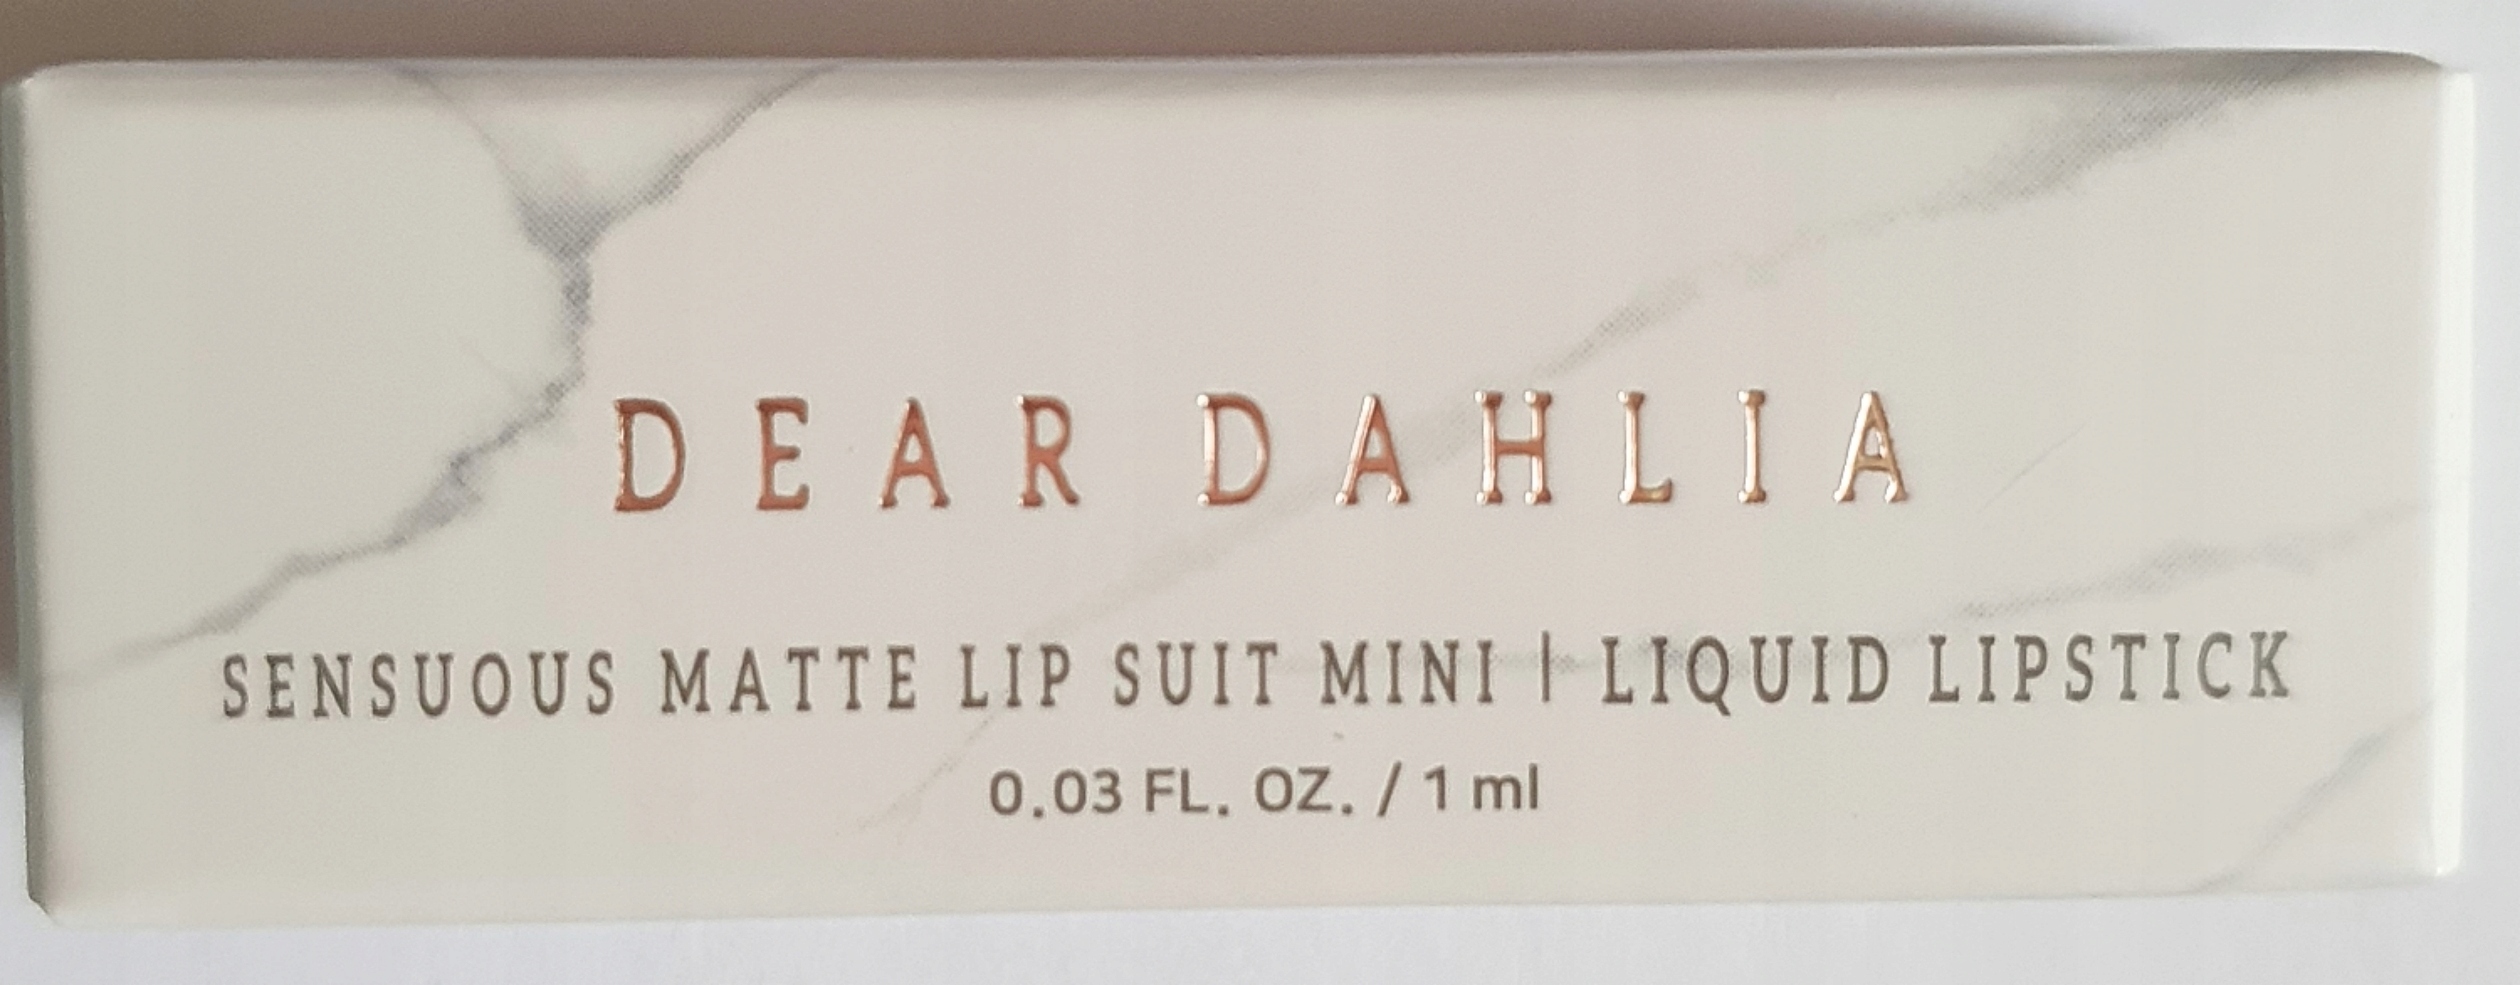 DEAR DAHLIA
SENSUOUS MATTE LIP SUIT MINI | LIQUID LIPSTICK
0.03 FL. OZ. / 1 ml